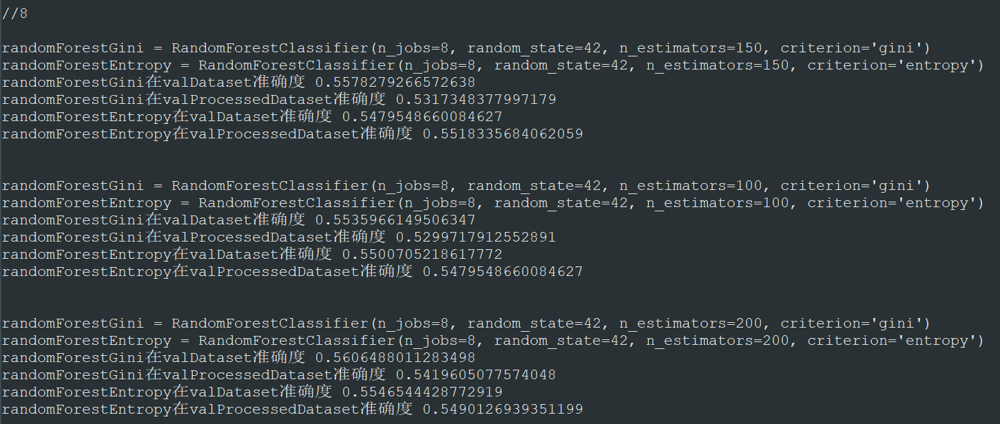 //8
randomForestGini = RandomForestClassifier(n_jobs=8, random_state=42, n_estimators=150, criterion='gini')
randomForestEntropy = RandomForestClassifier(n_jobs=8, random_state=42, n_estimators=150, criterion='entropy')
randomForestGini在valDataset准确度 0.5578279266572638
randomForestGini在valProcessedDataset准确度 0.5317348377997179
randomForestEntropy在valDataset准确度 0.5479548660084627
randomForestEntropy在valProcessedDataset准确度 0.5518335684062059
randomForestGini = RandomForestClassifier(n_jobs=8, random_state=42, n_estimators=100, criterion='gini')
randomForestEntropy = RandomForestClassifier(n_jobs=8, random_state=42, n_estimators=100, criterion='entropy')
randomForestGini在valDataset准确度 0.5535966149506347
randomForestGini在valProcessedDataset准确度 0.5299717912552891
randomForestEntropy在valDataset准确度 0.5500705218617772
randomForestEntropy在valProcessedDataset准确度 0.5479548660084627
randomForestGini = RandomForestClassifier(n_jobs=8, random_state=42, n_estimators=200, criterion='gini')
randomForestEntropy = RandomForestClassifier(n_jobs=8, random_state=42, n_estimators=200, criterion='entropy')
randomForestGini在valDataset准确度 0.5606488011283498
randomForestGini在valProcessedDataset准确度 0.5419605077574048
randomForestEntropy在valDataset准确度 0.5546544428772919
randomForestEntropy在valProcessedDataset准确度 0.5490126939351199